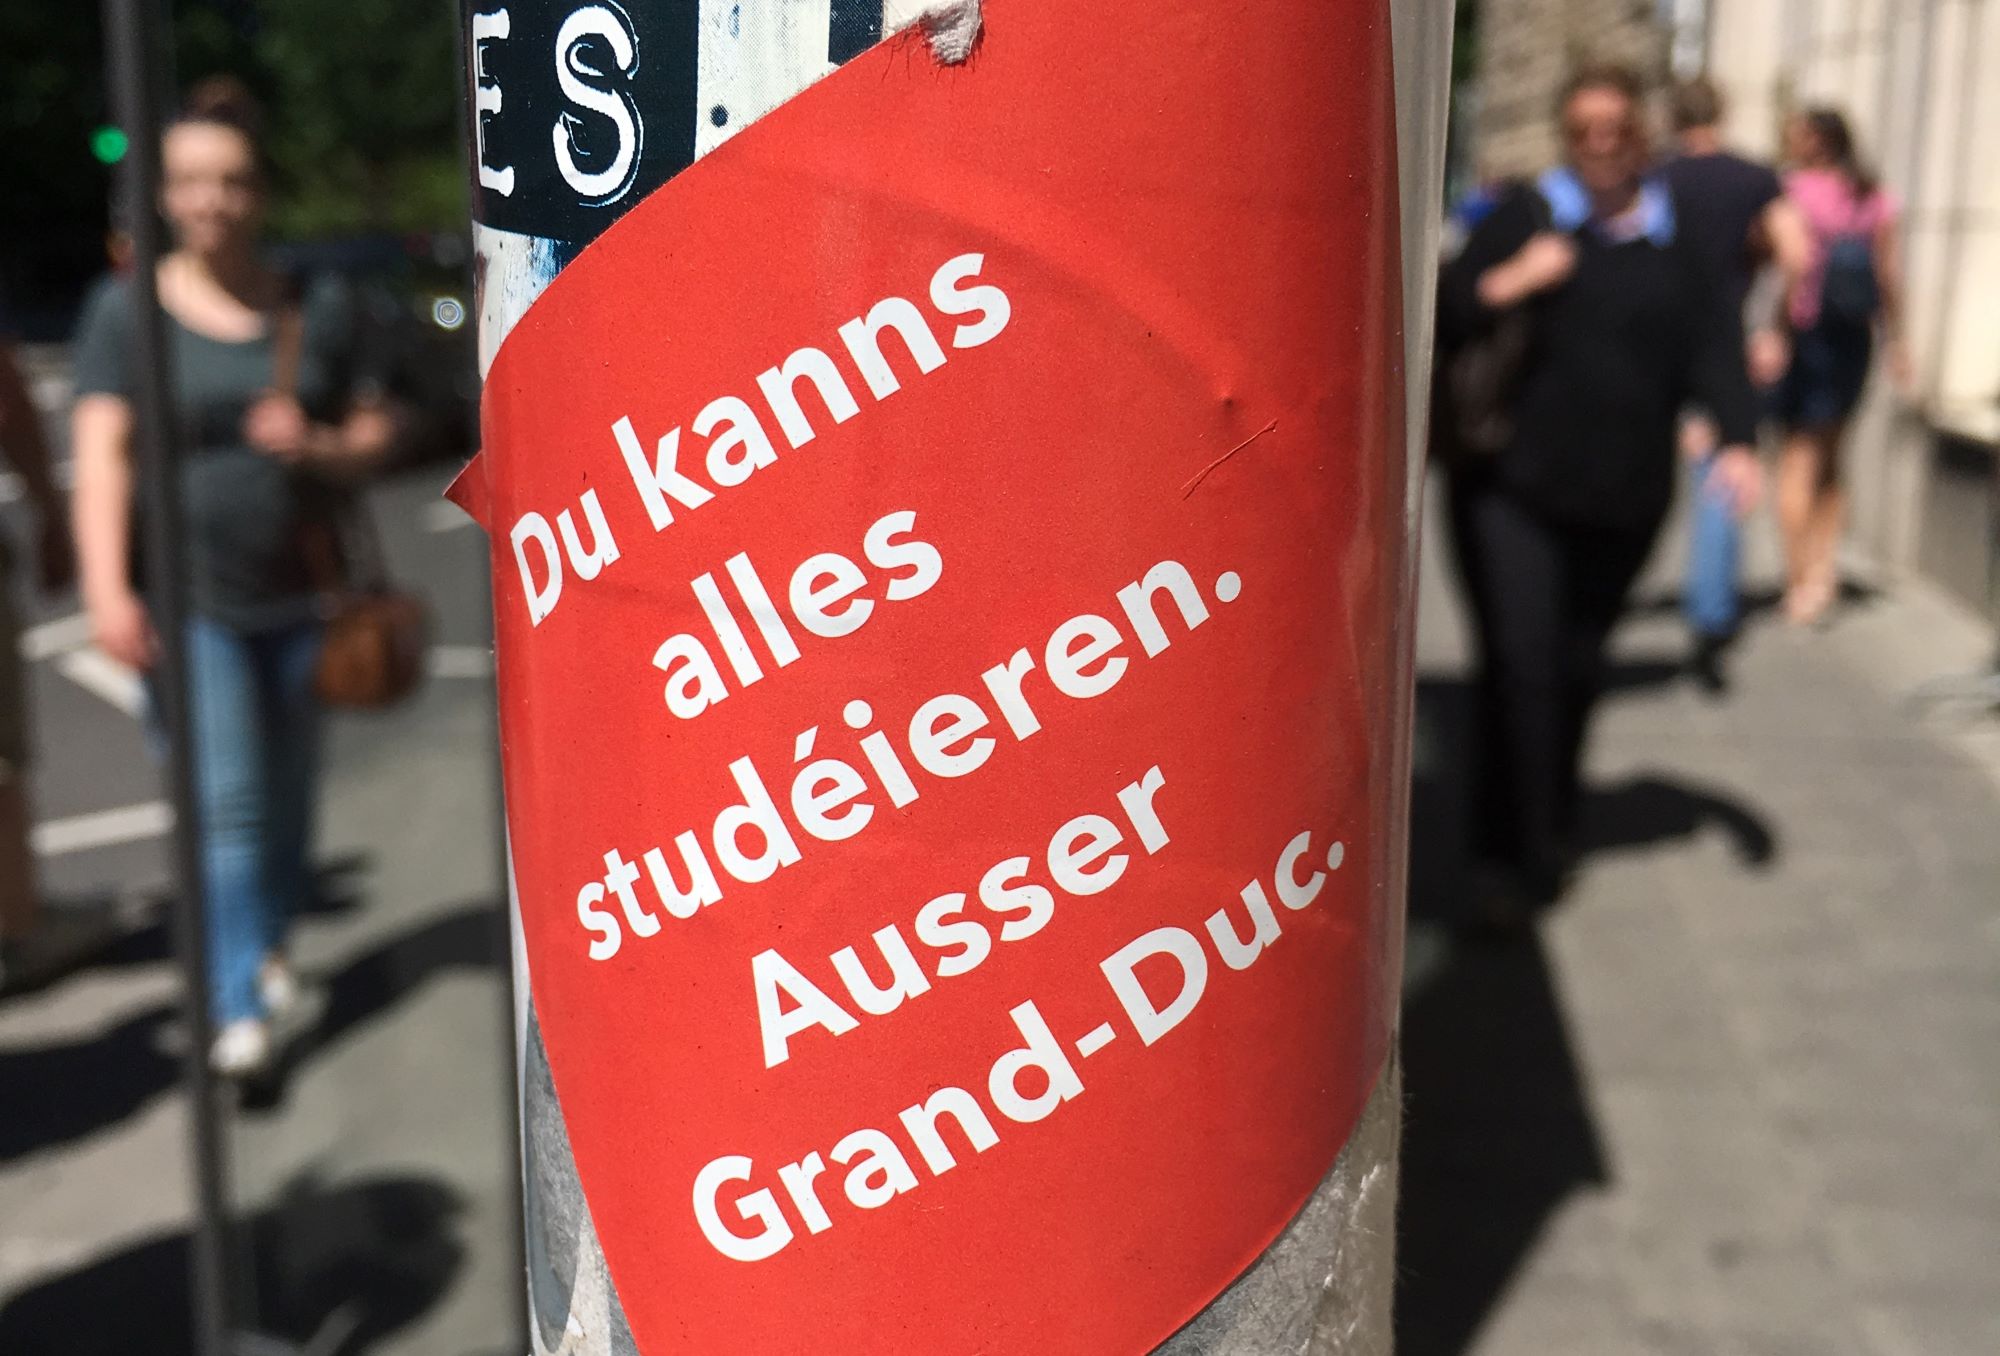 ES
Du kanns
alles
studéieren.
Ausser
Grand-Duc.